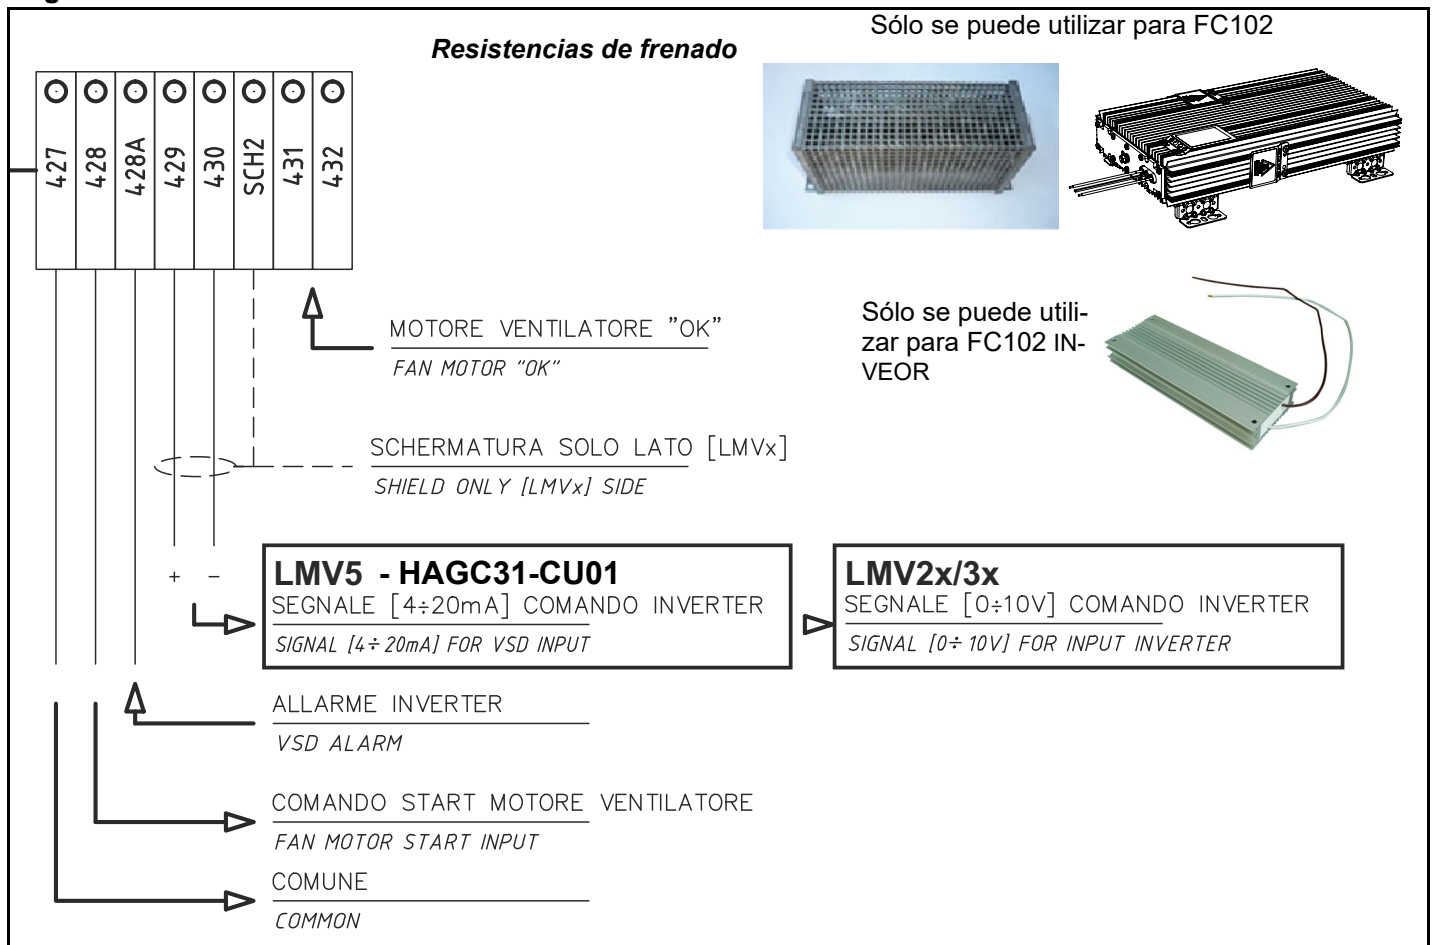 Sólo se puede utilizar para FC102
Resistencias de frenado
427
428
428A
429
430
SCH2
431
432
MOTORE VENTILATORE ”OK”
FAN MOTOR "OK"
Sólo se puede utili-
zar para FC102 IN-
VEOR
SCHERMATURA SOLO LATO [LMVx]
SHIELD ONLY [LMVx] SIDE
+ −
LMV5 - HAGC31-CU01
SEGNALE [4÷20mA] COMANDO INVERTER
SIGNAL [4÷20mA] FOR VSD INPUT
LMV2x/3x
SEGNALE [0÷10V] COMANDO INVERTER
SIGNAL [0÷10V] FOR INPUT INVERTER
ALLARME INVERTER
VSD ALARM
COMANDO START MOTORE VENTILATORE
FAN MOTOR START INPUT
COMUNE
COMMON